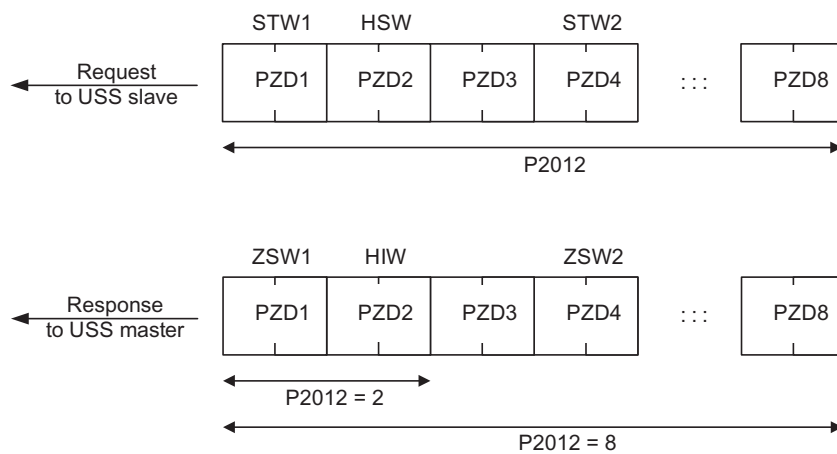 STW1 HSW STW2
Request
to USS slave
PZD1 PZD2 PZD3 PZD4 : : : PZD8
P2012
ZSW1 HIW ZSW2
Response
to USS master
PZD1 PZD2 PZD3 PZD4 : : : PZD8
P2012 = 2
P2012 = 8